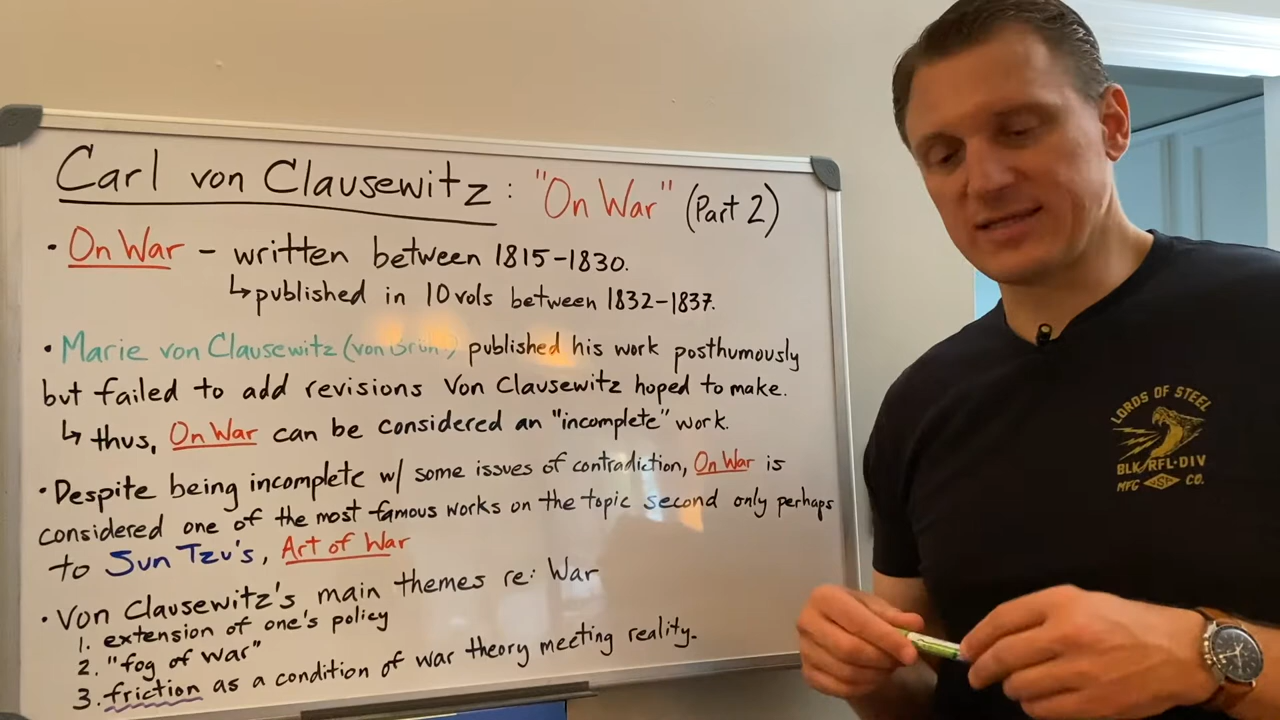 Carl von Clausewitz: "On War" (Part 2)
• On War – written between 1815–1830.
↳ published in 10 vols between 1832–1837.
• Marie von Clausewitz (von published his work posthumously
but failed to add revisions Von Clausewitz hoped to make.
↳ thus, On War can be considered an "incomplete" work.
• Despite being incomplete w/ some issues of contradiction, On War is
considered one of the most famous works on the topic second only perhaps
to Sun Tzu's, Art of War
• Von Clausewitz's main themes re: War
1. extension of one's policy
2. "fog of war"
3. friction as a condition of war theory meeting reality.
LORDS OF STEEL
BLK/RFL-DIV
MFG JSP CO.